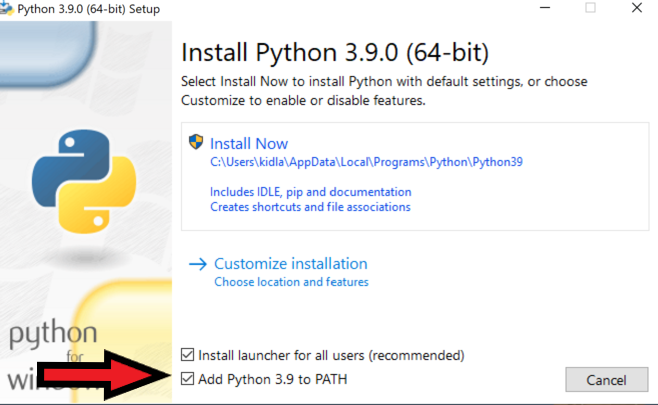 Python 3.9.0 (64-bit) Setup
Install Python 3.9.0 (64-bit)
Select Install Now to install Python with default settings, or choose
Customize to enable or disable features.
Install Now
C:\Users\kidla\AppData\Local\Programs\Python\Python39
Includes IDLE, pip and documentation
Creates shortcuts and file associations
Customize installation
Choose location and features
python
for
Install launcher for all users (recommended)
Add Python 3.9 to PATH
Cancel